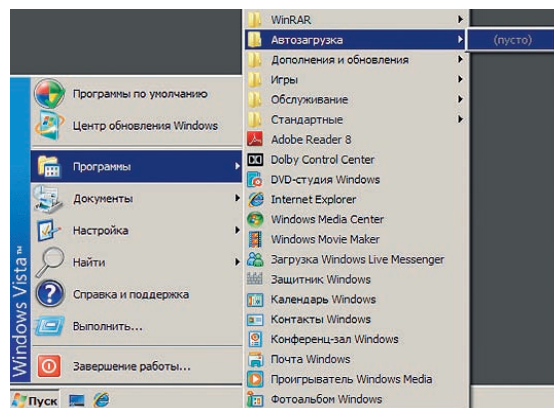 Программы по умолчанию
Центр обновления Windows
Программы
Документы
Настройка
Найти
Справка и поддержка
Выполнить...
Завершение работы...
Windows Vista™
Пуск
WinRAR
Автозагрузка
(пусто)
Дополнения и обновления
Игры
Обслуживание
Стандартные
Adobe Reader 8
Dolby Control Center
DVD-студия Windows
Internet Explorer
Windows Media Center
Windows Movie Maker
Загрузка Windows Live Messenger
Защитник Windows
Календарь Windows
Контакты Windows
Конференц-зал Windows
Почта Windows
Проигрыватель Windows Media
Фотоальбом Windows